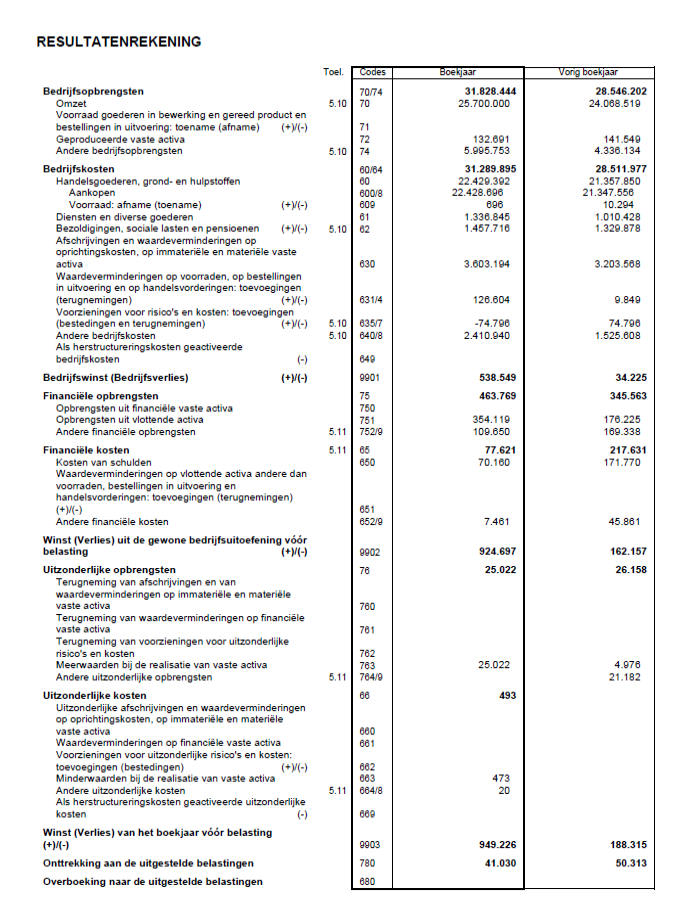 RESULTATENREKENING
Toel. Codes Boekjaar Vorig boekjaar
Bedrijfsopbrengsten 70/74 31.828.444 28.546.202
Omzet 5.10 70 25.700.000 24.068.519
Voorraad goederen in bewerking en gereed product en
bestellingen in uitvoering: toename (afname) (+)/(-) 71
Geproduceerde vaste activa 72 132.691 141.549
Andere bedrijfsopbrengsten 5.10 74 5.995.753 4.336.134
Bedrijfskosten 60/64 31.289.895 28.511.977
Handelsgoederen, grond- en hulpstoffen 60 22.429.392 21.357.850
Aankopen 600/8 22.428.696 21.347.556
Voorraad: afname (toename) (+)/(-) 609 696 10.294
Diensten en diverse goederen 61 1.336.845 1.010.428
Bezoldigingen, sociale lasten en pensioenen (+)/(-) 5.10 62 1.457.716 1.329.878
Afschrijvingen en waardeverminderingen op
oprichtingskosten, op immateriële en materiële vaste
activa 630 3.603.194 3.203.568
Waardeverminderingen op voorraden, op bestellingen
in uitvoering en op handelsvorderingen: toevoegingen
(terugnemingen) (+)/(-) 631/4 126.604 9.849
Voorzieningen voor risico's en kosten: toevoegingen
(bestedingen en terugnemingen) (+)/(-) 5.10 635/7 -74.796 74.796
Andere bedrijfskosten 5.10 640/8 2.410.940 1.525.608
Als herstructureringskosten geactiveerde
bedrijfskosten (-) 649
Bedrijfswinst (Bedrijfsverlies) (+)/(-) 9901 538.549 34.225
Financiële opbrengsten 75 463.769 345.563
Opbrengsten uit financiële vaste activa 750
Opbrengsten uit vlottende activa 751 354.119 176.225
Andere financiële opbrengsten 5.11 752/9 109.650 169.338
Financiële kosten 5.11 65 77.621 217.631
Kosten van schulden 650 70.160 171.770
Waardeverminderingen op vlottende activa andere dan
voorraden, bestellingen in uitvoering en
handelsvorderingen: toevoegingen (terugnemingen)
(+)/(-) 651
Andere financiële kosten 652/9 7.461 45.861
Winst (Verlies) uit de gewone bedrijfsuitoefening vóór
belasting (+)/(-) 9902 924.697 162.157
Uitzonderlijke opbrengsten 76 25.022 26.158
Terugneming van afschrijvingen en van
waardeverminderingen op immateriële en materiële
vaste activa 760
Terugneming van waardeverminderingen op financiële
vaste activa 761
Terugneming van voorzieningen voor uitzonderlijke
risico's en kosten 762
Meerwaarden bij de realisatie van vaste activa 763 25.022 4.976
Andere uitzonderlijke opbrengsten 5.11 764/9 21.182
Uitzonderlijke kosten 66 493
Uitzonderlijke afschrijvingen en waardeverminderingen
op oprichtingskosten, op immateriële en materiële
vaste activa 660
Waardeverminderingen op financiële vaste activa 661
Voorzieningen voor uitzonderlijke risico's en kosten:
toevoegingen (bestedingen) (+)/(-) 662
Minderwaarden bij de realisatie van vaste activa 663 473
Andere uitzonderlijke kosten 5.11 664/8 20
Als herstructureringskosten geactiveerde uitzonderlijke
kosten (-) 669
Winst (Verlies) van het boekjaar vóór belasting
(+)/(-) 9903 949.226 188.315
Onttrekking aan de uitgestelde belastingen 780 41.030 50.313
Overboeking naar de uitgestelde belastingen 680